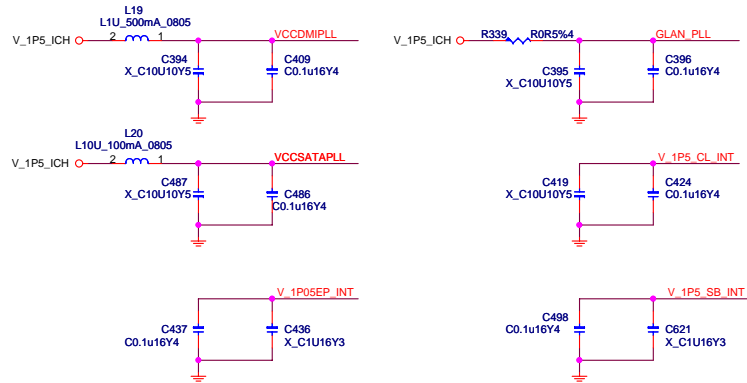 L19
L1U_500mA_0805
V_1P5_ICH 2 1 VCCDMIPLL
C394
X_C10U10Y5
C409
C0.1u16Y4
V_1P5_ICH R339 R0R5%4 GLAN_PLL
C395
X_C10U10Y5
C396
C0.1u16Y4
L20
L10U_100mA_0805
V_1P5_ICH 2 1 VCCSATAPLL
C487
X_C10U10Y5
C486
C0.1u16Y4
V_1P5_CL_INT
C419
X_C10U10Y5
C424
C0.1u16Y4
V_1P05EP_INT
C437
C0.1u16Y4
C436
X_C1U16Y3
V_1P5_SB_INT
C498
C0.1u16Y4
C621
X_C1U16Y3